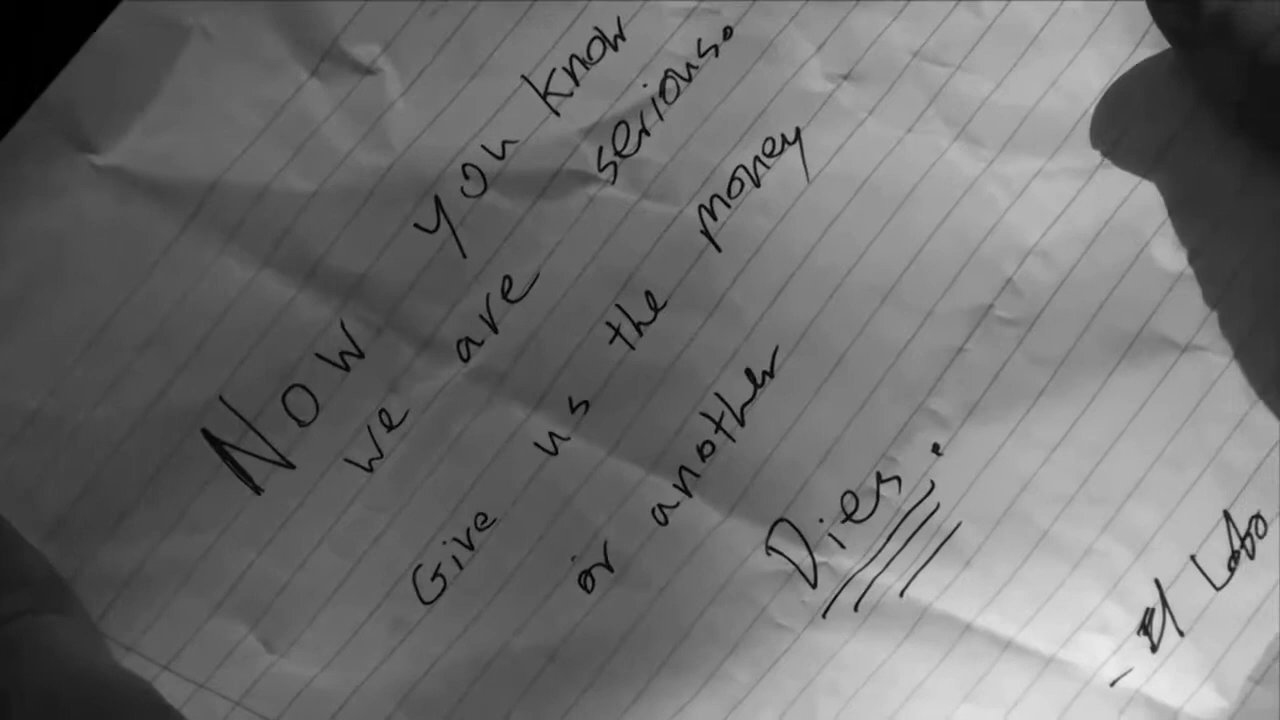 Now you know
we are serious.
Give us the money
or another
Dies.
- El Lobo